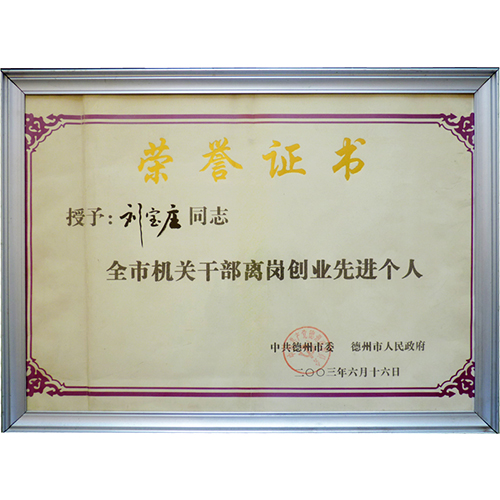 荣誉证书
授予：刘宝庄同志
全市机关干部离岗创业先进个人
中共德州市委 德州市人民政府
二〇〇三年六月十六日